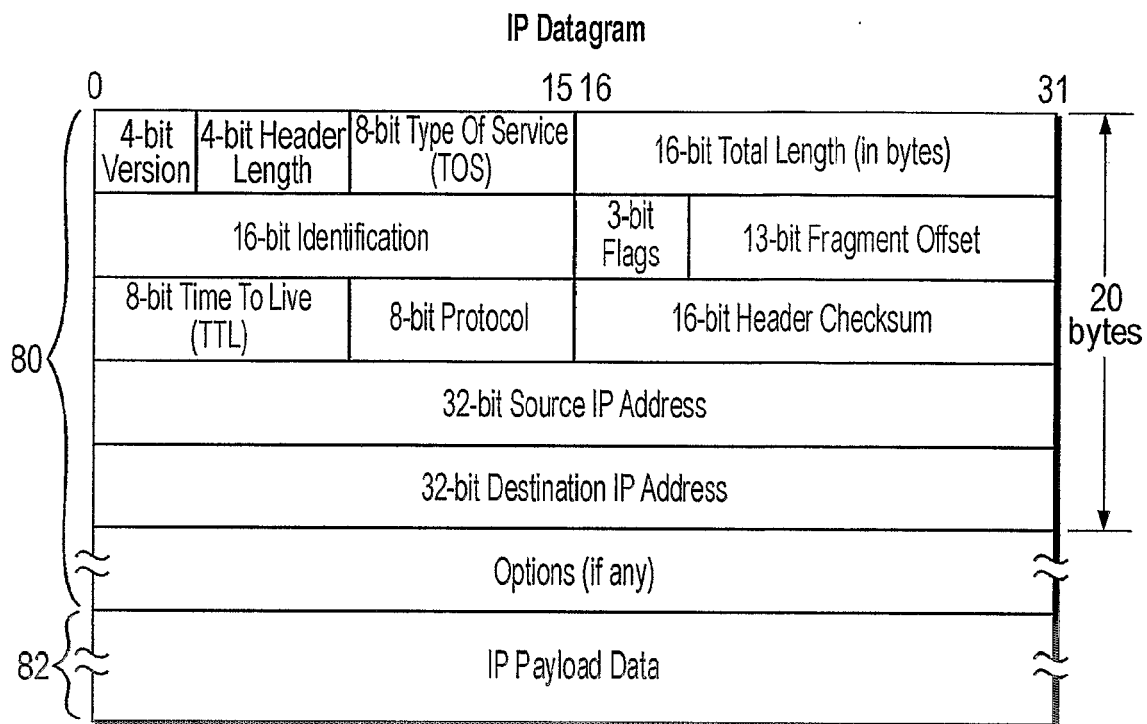 IP Datagram
0 15 16 31
4-bit Version
4-bit Header Length
8-bit Type Of Service (TOS)
16-bit Total Length (in bytes)
16-bit Identification
3-bit Flags
13-bit Fragment Offset
8-bit Time To Live (TTL)
8-bit Protocol
16-bit Header Checksum
20 bytes
80
32-bit Source IP Address
32-bit Destination IP Address
Options (if any)
82
IP Payload Data